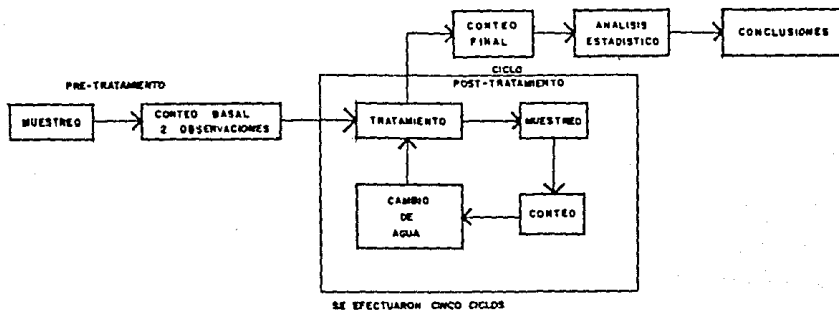 CONTEO
FINAL
ANALISIS
ESTADISTICO
CONCLUSIONES
CICLO
PRE-TRATAMIENTO
POST-TRATAMIENTO
MUESTREO
CONTEO BASAL
2 OBSERVACIONES
TRATAMIENTO
MUESTREO
CAMBIO
DE
AGUA
CONTEO
SE EFECTUARON CINCO CICLOS